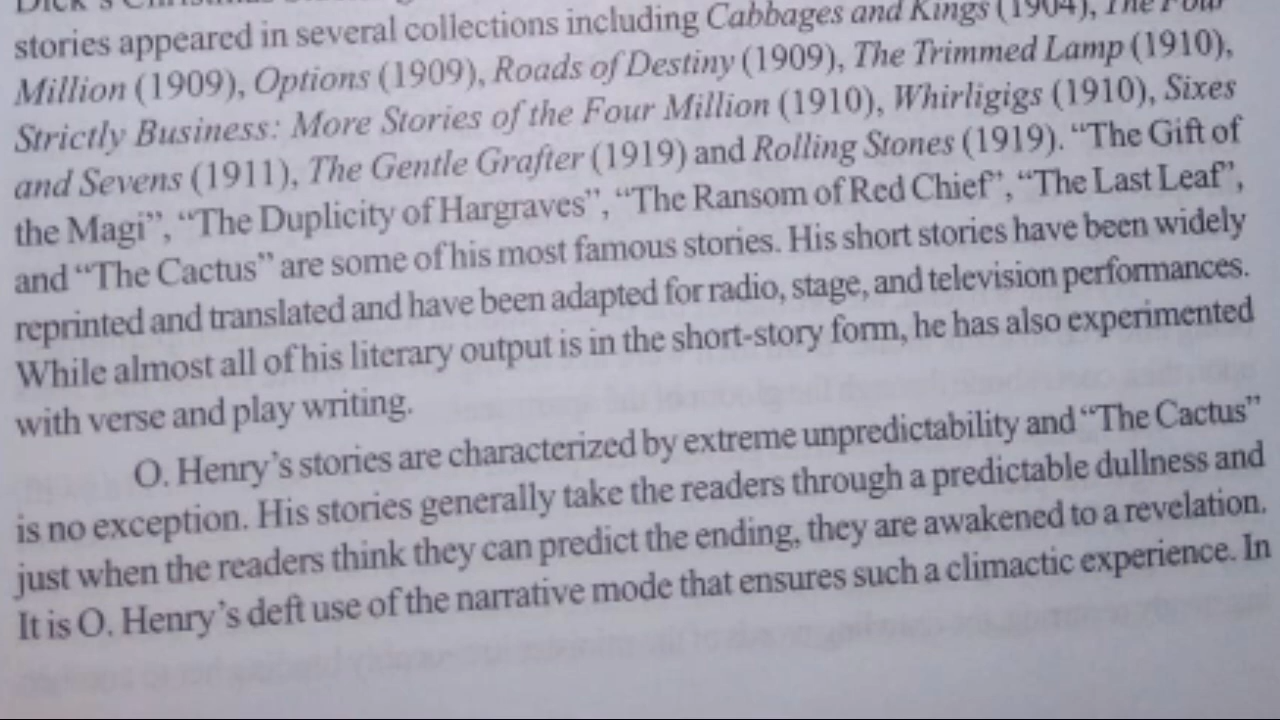 Dick's Christmas
stories appeared in several collections including Cabbages and Kings (1904), The Four
Million (1909), Options (1909), Roads of Destiny (1909), The Trimmed Lamp (1910),
Strictly Business: More Stories of the Four Million (1910), Whirligigs (1910), Sixes
and Sevens (1911), The Gentle Grafter (1919) and Rolling Stones (1919). “The Gift of
the Magi”, “The Duplicity of Hargraves”, “The Ransom of Red Chief”, “The Last Leaf”,
and “The Cactus” are some of his most famous stories. His short stories have been widely
reprinted and translated and have been adapted for radio, stage, and television performances.
While almost all of his literary output is in the short-story form, he has also experimented
with verse and play writing.
O. Henry’s stories are characterized by extreme unpredictability and “The Cactus”
is no exception. His stories generally take the readers through a predictable dullness and
just when the readers think they can predict the ending, they are awakened to a revelation.
It is O. Henry’s deft use of the narrative mode that ensures such a climactic experience. In